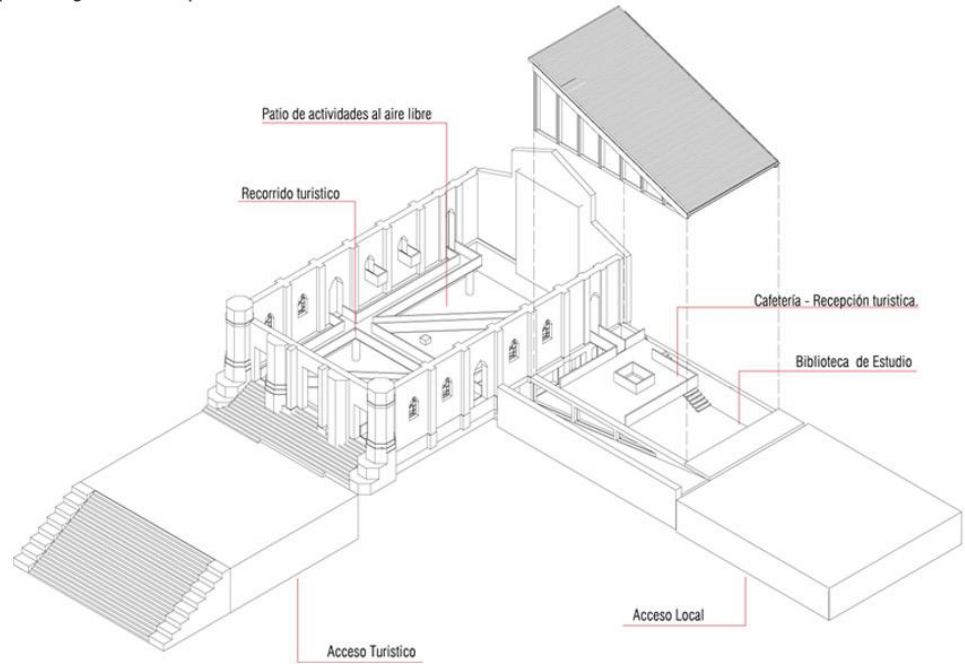 Patio de actividades al aire libre
Recorrido turistico
Cafetería - Recepción turistica.
Biblioteca de Estudio
Acceso Local
Acceso Turistico